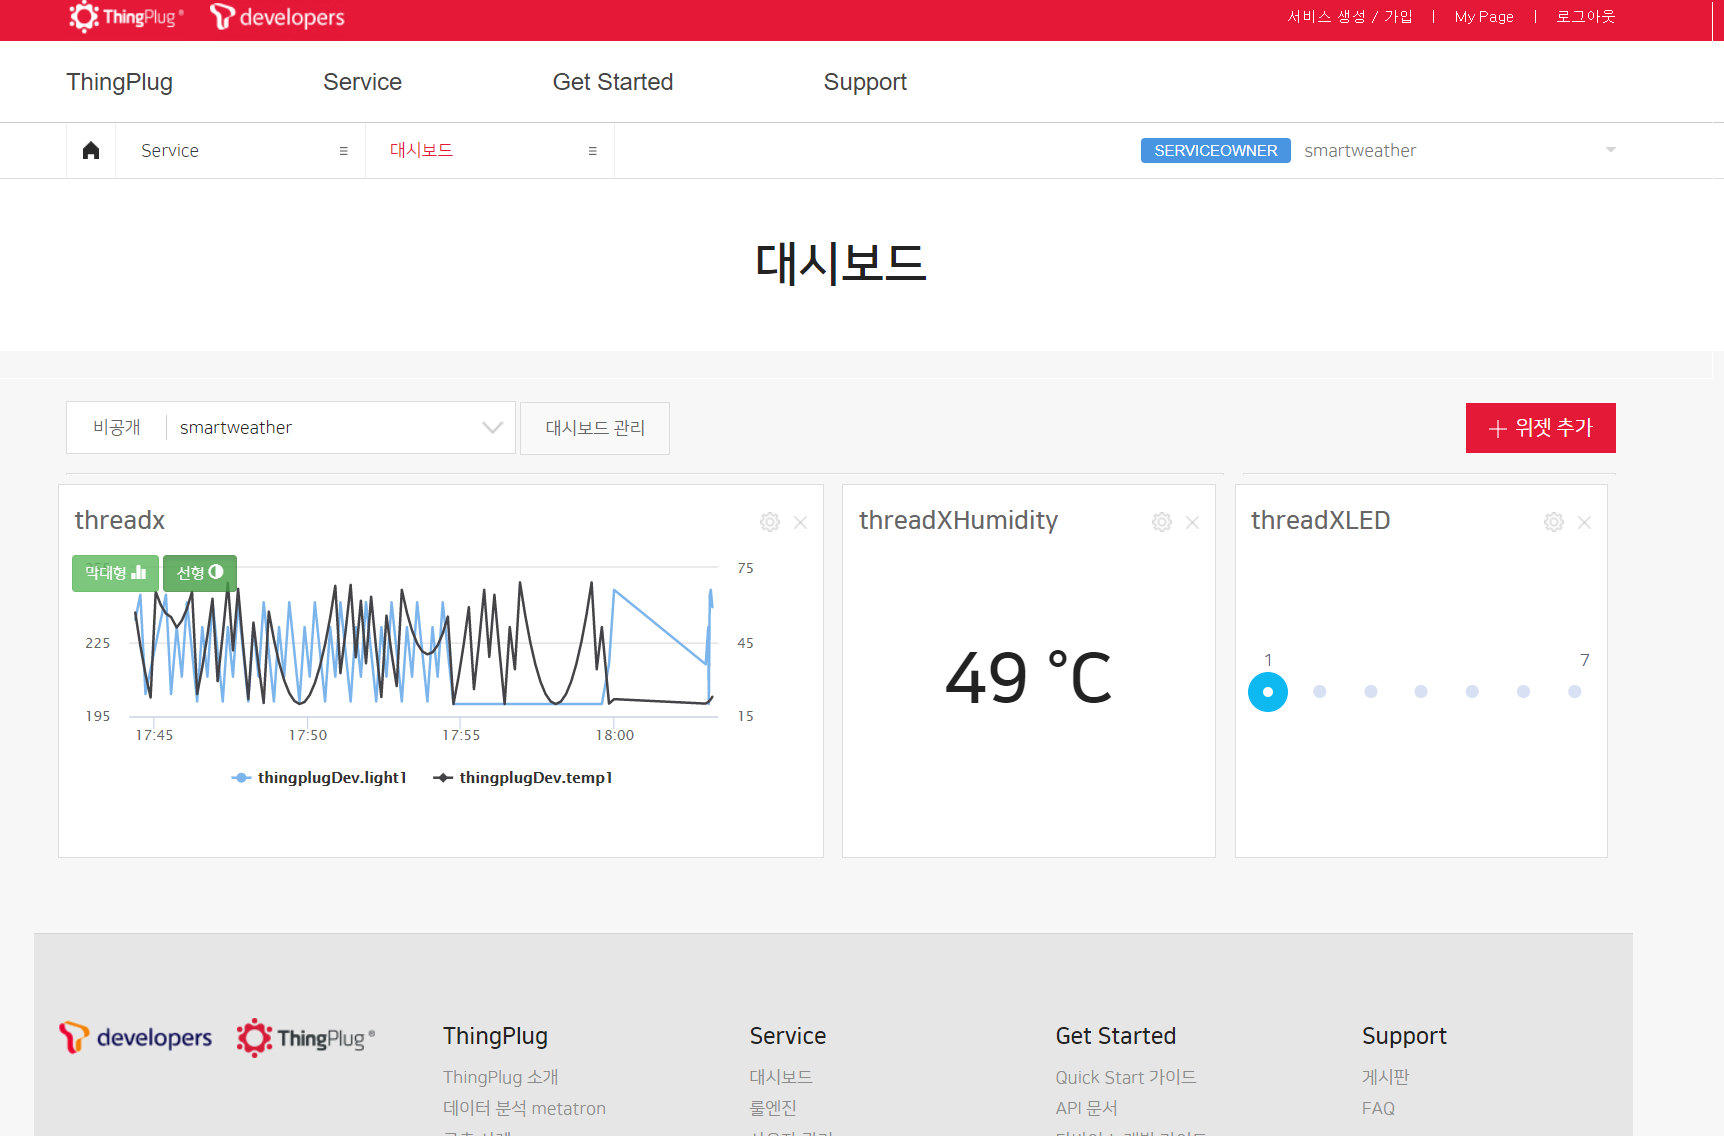 ThingPlug® developers 서비스 생성 / 가입 | My Page | 로그아웃
ThingPlug Service Get Started Support
Service 대시보드 SERVICEOWNER smartweather
대시보드
비공개 smartweather 대시보드 관리 + 위젯 추가
threadx
막대형 선형
225
195
75
45
15
17:45 17:50 17:55 18:00
thingplugDev.light1 thingplugDev.temp1
threadXHumidity
49 °C
threadXLED
1 7
developers ThingPlug®
ThingPlug
ThingPlug 소개
데이터 분석 metatron
Service
대시보드
룰엔진
Get Started
Quick Start 가이드
API 문서
Support
게시판
FAQ